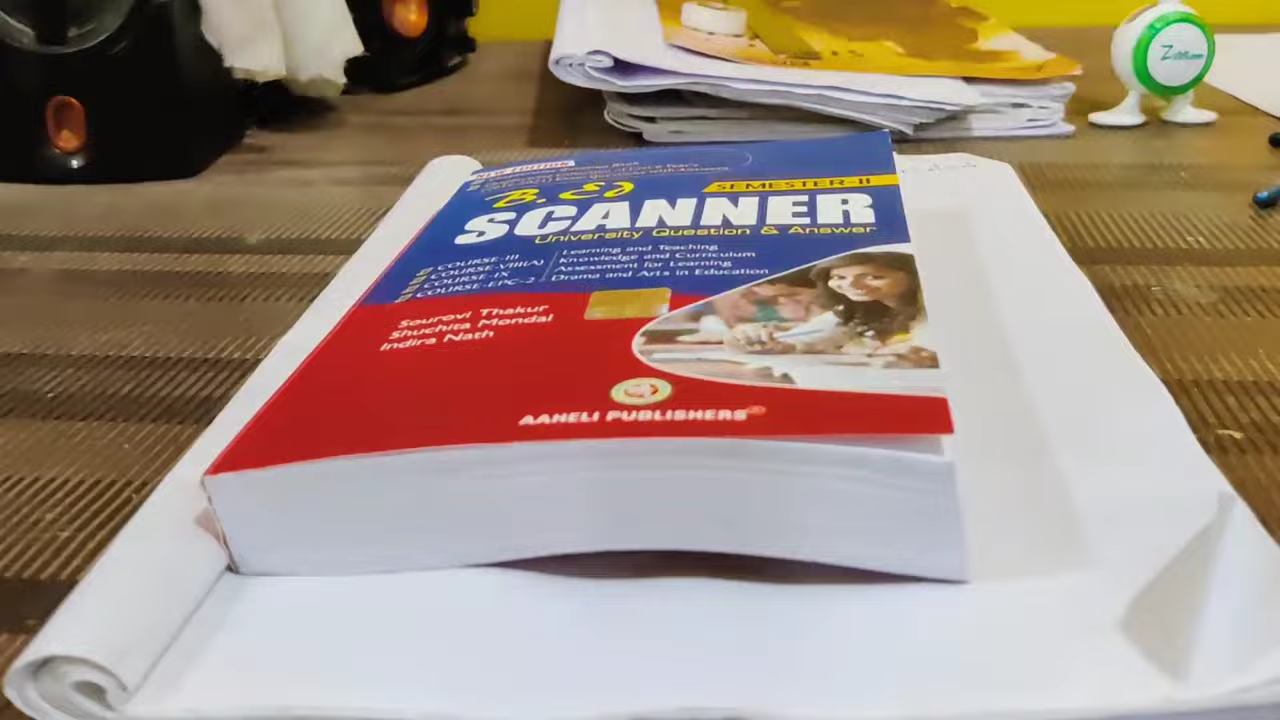 NEW EDITION
B. Ed
SEMESTER-II
SCANNER
University Question & Answer
COURSE-III
Learning and Teaching
COURSE-VIII(A)
Knowledge and Curriculum
COURSE-IX
Assessment for Learning
COURSE-EPC-2
Drama and Arts in Education
Sourovi Thakur
Shuchita Mondal
Indira Nath
AAHELI PUBLISHERS